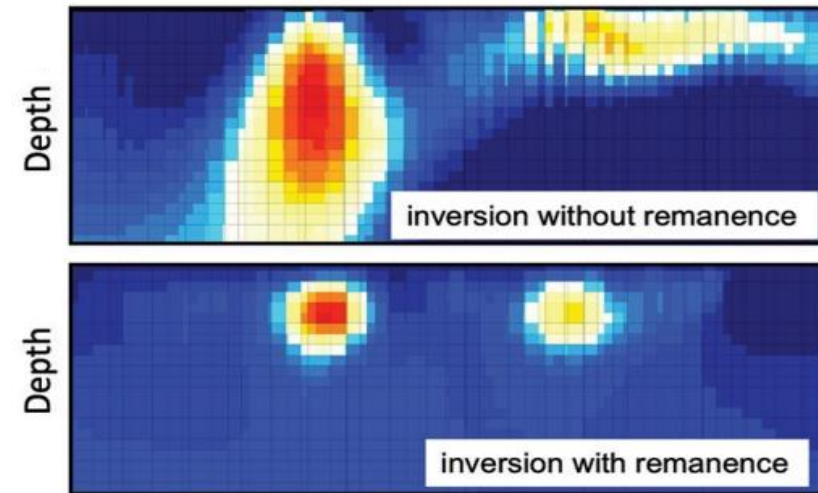 Depth
inversion without remanence
Depth
inversion with remanence